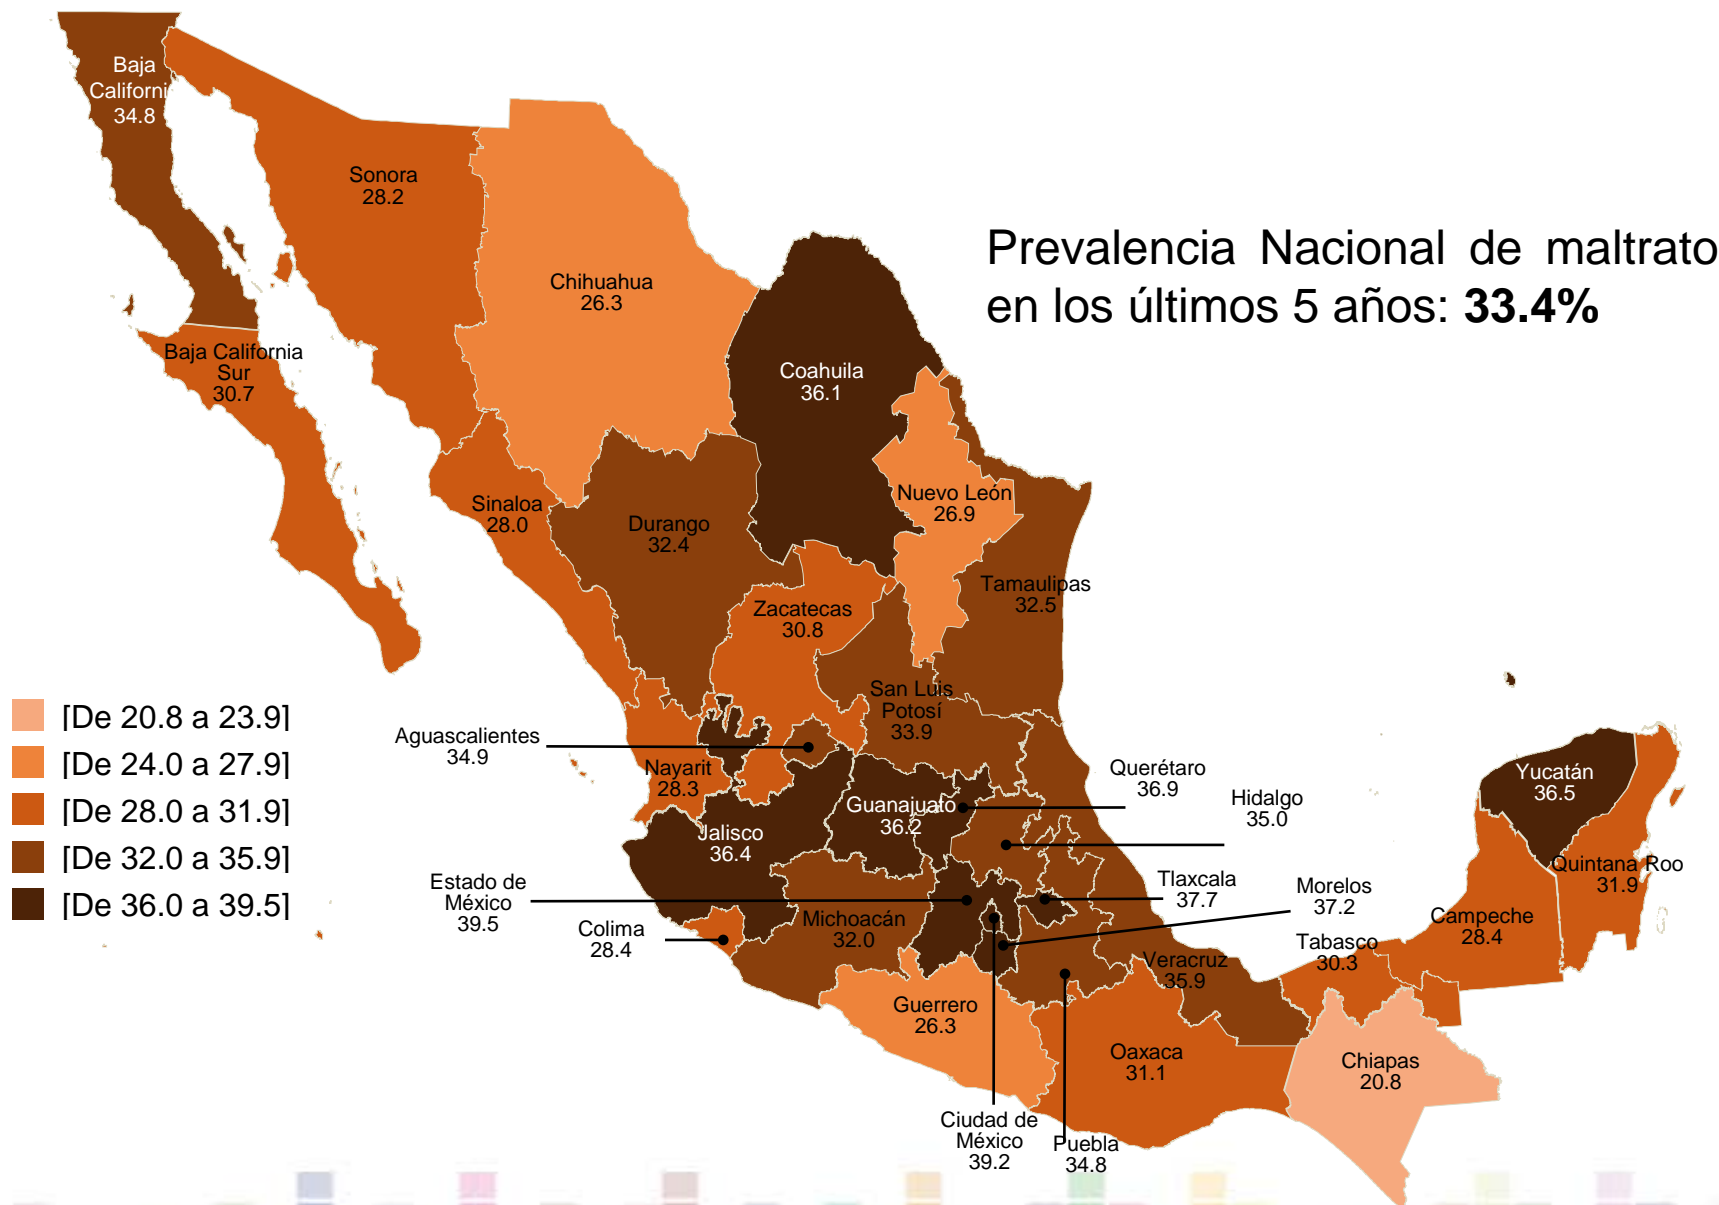 Baja
Californi
34.8
Sonora
28.2
Chihuahua
26.3
Prevalencia Nacional de maltrato
en los últimos 5 años: 33.4%
Baja California
Sur
30.7
Coahuila
36.1
Nuevo León
26.9
Sinaloa
28.0
Durango
32.4
Tamaulipas
32.5
Zacatecas
30.8
San Luis
Potosí
33.9
[De 20.8 a 23.9]
[De 24.0 a 27.9]
[De 28.0 a 31.9]
[De 32.0 a 35.9]
[De 36.0 a 39.5]
Aguascalientes
34.9
Nayarit
28.3
Querétaro
36.9
Hidalgo
35.0
Yucatán
36.5
Guanajuato
36.2
Jalisco
36.4
Quintana Roo
31.9
Estado de
México
39.5
Tlaxcala
37.7
Morelos
37.2
Michoacán
32.0
Colima
28.4
Campeche
28.4
Tabasco
30.3
Veracruz
35.9
Guerrero
26.3
Oaxaca
31.1
Chiapas
20.8
Ciudad de
México
39.2
Puebla
34.8